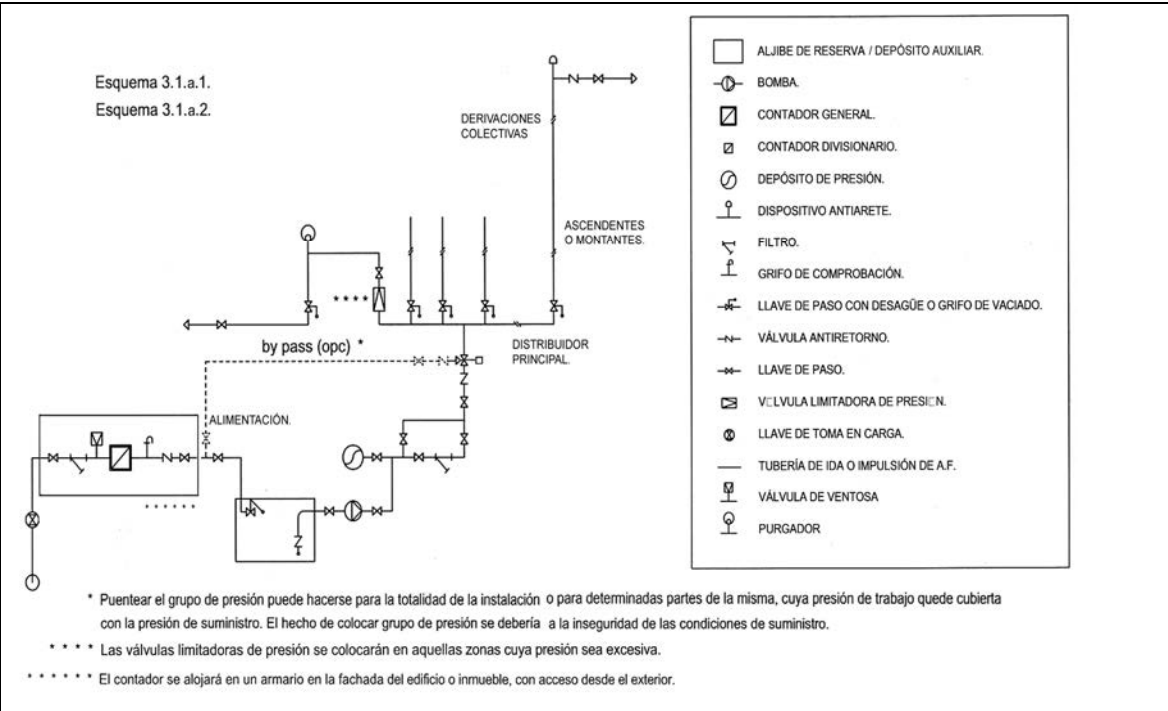 Esquema 3.1.a.1.
Esquema 3.1.a.2.
DERIVACIONES
COLECTIVAS
ASCENDENTES
O MONTANTES.
* * * *
by pass (opc) *
DISTRIBUIDOR
PRINCIPAL.
ALIMENTACIÓN.
* * * * * *
ALJIBE DE RESERVA / DEPÓSITO AUXILIAR.
BOMBA.
CONTADOR GENERAL.
CONTADOR DIVISIONARIO.
DEPÓSITO DE PRESIÓN.
DISPOSITIVO ANTIARETE.
FILTRO.
GRIFO DE COMPROBACIÓN.
LLAVE DE PASO CON DESAGÜE O GRIFO DE VACIADO.
VÁLVULA ANTIRETORNO.
LLAVE DE PASO.
V□LVULA LIMITADORA DE PRESI□N.
LLAVE DE TOMA EN CARGA.
TUBERÍA DE IDA O IMPULSIÓN DE A.F.
VÁLVULA DE VENTOSA
PURGADOR
* Puentear el grupo de presión puede hacerse para la totalidad de la instalación o para determinadas partes de la misma, cuya presión de trabajo quede cubierta
con la presión de suministro. El hecho de colocar grupo de presión se debería a la inseguridad de las condiciones de suministro.
* * * * Las válvulas limitadoras de presión se colocarán en aquellas zonas cuya presión sea excesiva.
* * * * * * El contador se alojará en un armario en la fachada del edificio o inmueble, con acceso desde el exterior.